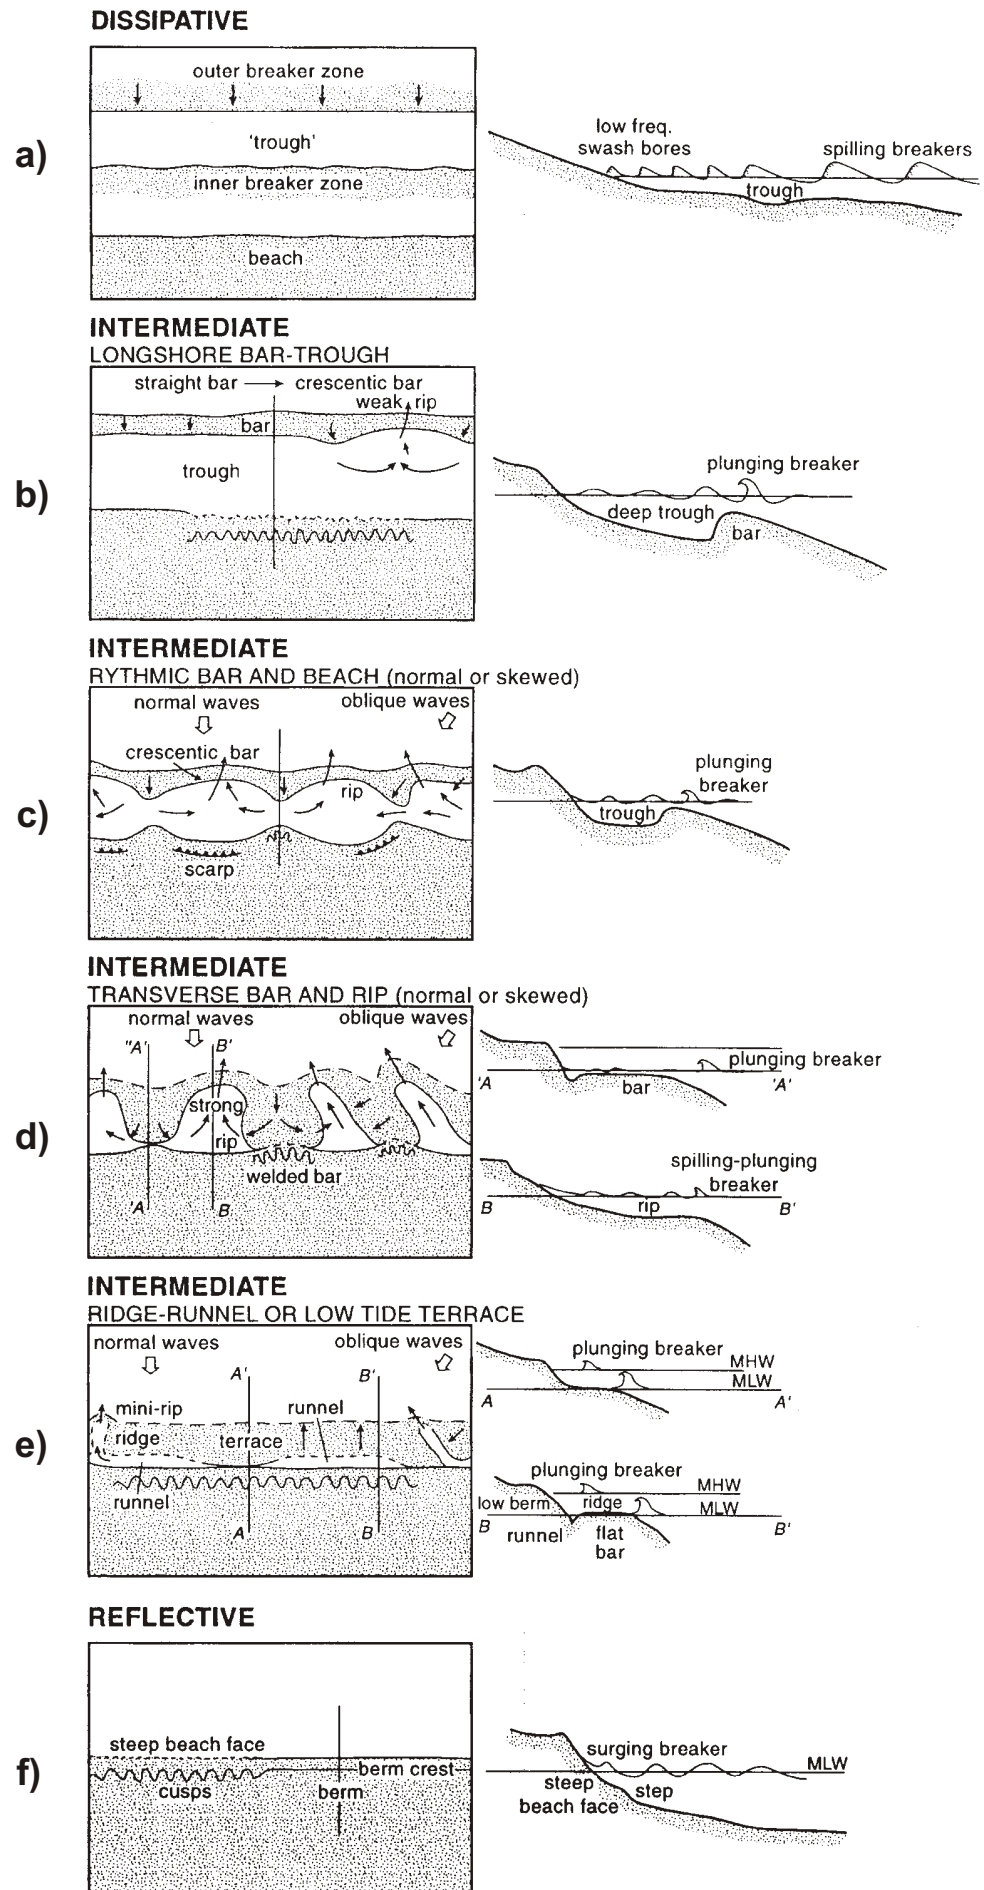 DISSIPATIVE
a)
outer breaker zone
'trough'
inner breaker zone
beach
low freq.
swash bores
spilling breakers
trough
INTERMEDIATE
LONGSHORE BAR-TROUGH
b)
straight bar → crescentic bar
weak rip
bar
trough
plunging breaker
deep trough
bar
INTERMEDIATE
RYTHMIC BAR AND BEACH (normal or skewed)
c)
normal waves
oblique waves
crescentic bar
rip
scarp
plunging
breaker
trough
INTERMEDIATE
TRANSVERSE BAR AND RIP (normal or skewed)
d)
normal waves
oblique waves
"A'
B'
strong
rip
welded bar
'A
B
plunging breaker
'A
bar
'A'
spilling-plunging
breaker
B
rip
B'
INTERMEDIATE
RIDGE-RUNNEL OR LOW TIDE TERRACE
e)
normal waves
oblique waves
A'
B'
mini-rip
runnel
ridge
terrace
runnel
A
B
plunging breaker
MHW
MLW
A
A'
plunging breaker
MHW
low berm
ridge
MLW
B
runnel
flat
bar
B'
REFLECTIVE
f)
steep beach face
berm crest
cusps
berm
surging breaker
MLW
steep
beach face
step